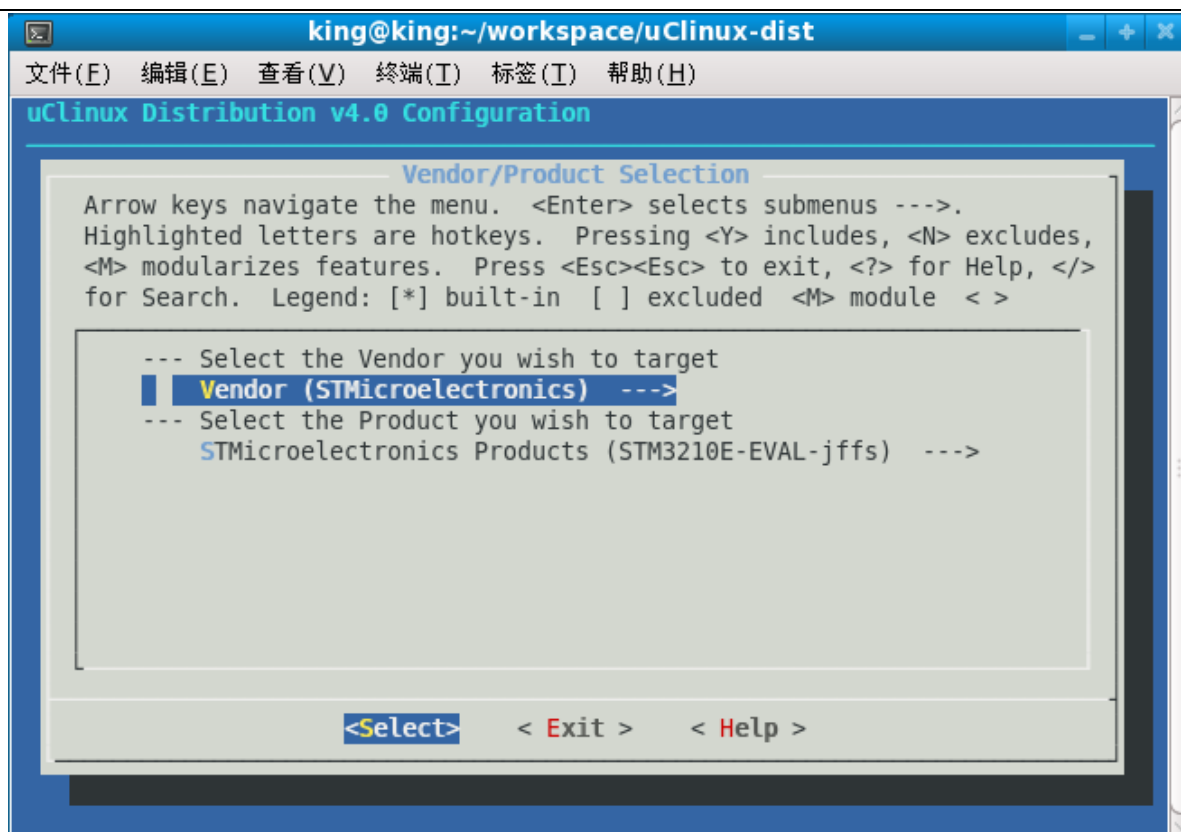 king@king:~/workspace/uClinux-dist
文件(F) 编辑(E) 查看(V) 终端(T) 标签(T) 帮助(H)
uClinux Distribution v4.0 Configuration
Vendor/Product Selection
Arrow keys navigate the menu. <Enter> selects submenus --->.
Highlighted letters are hotkeys. Pressing <Y> includes, <N> excludes,
<M> modularizes features. Press <Esc><Esc> to exit, <?> for Help, </>
for Search. Legend: [*] built-in [ ] excluded <M> module < >
--- Select the Vendor you wish to target
Vendor (STMicroelectronics) --->
--- Select the Product you wish to target
STMicroelectronics Products (STM3210E-EVAL-jffs) --->
<Select> < Exit > < Help >